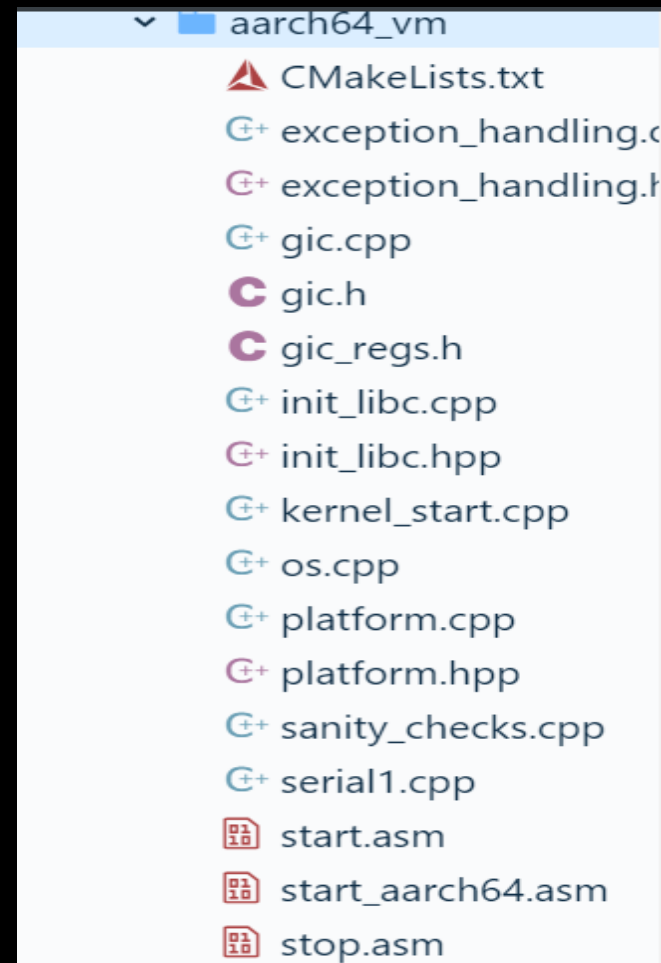 aarch64_vm
CMakeLists.txt
exception_handling.c
exception_handling.h
gic.cpp
gic.h
gic_regs.h
init_libc.cpp
init_libc.hpp
kernel_start.cpp
os.cpp
platform.cpp
platform.hpp
sanity_checks.cpp
serial1.cpp
start.asm
start_aarch64.asm
stop.asm